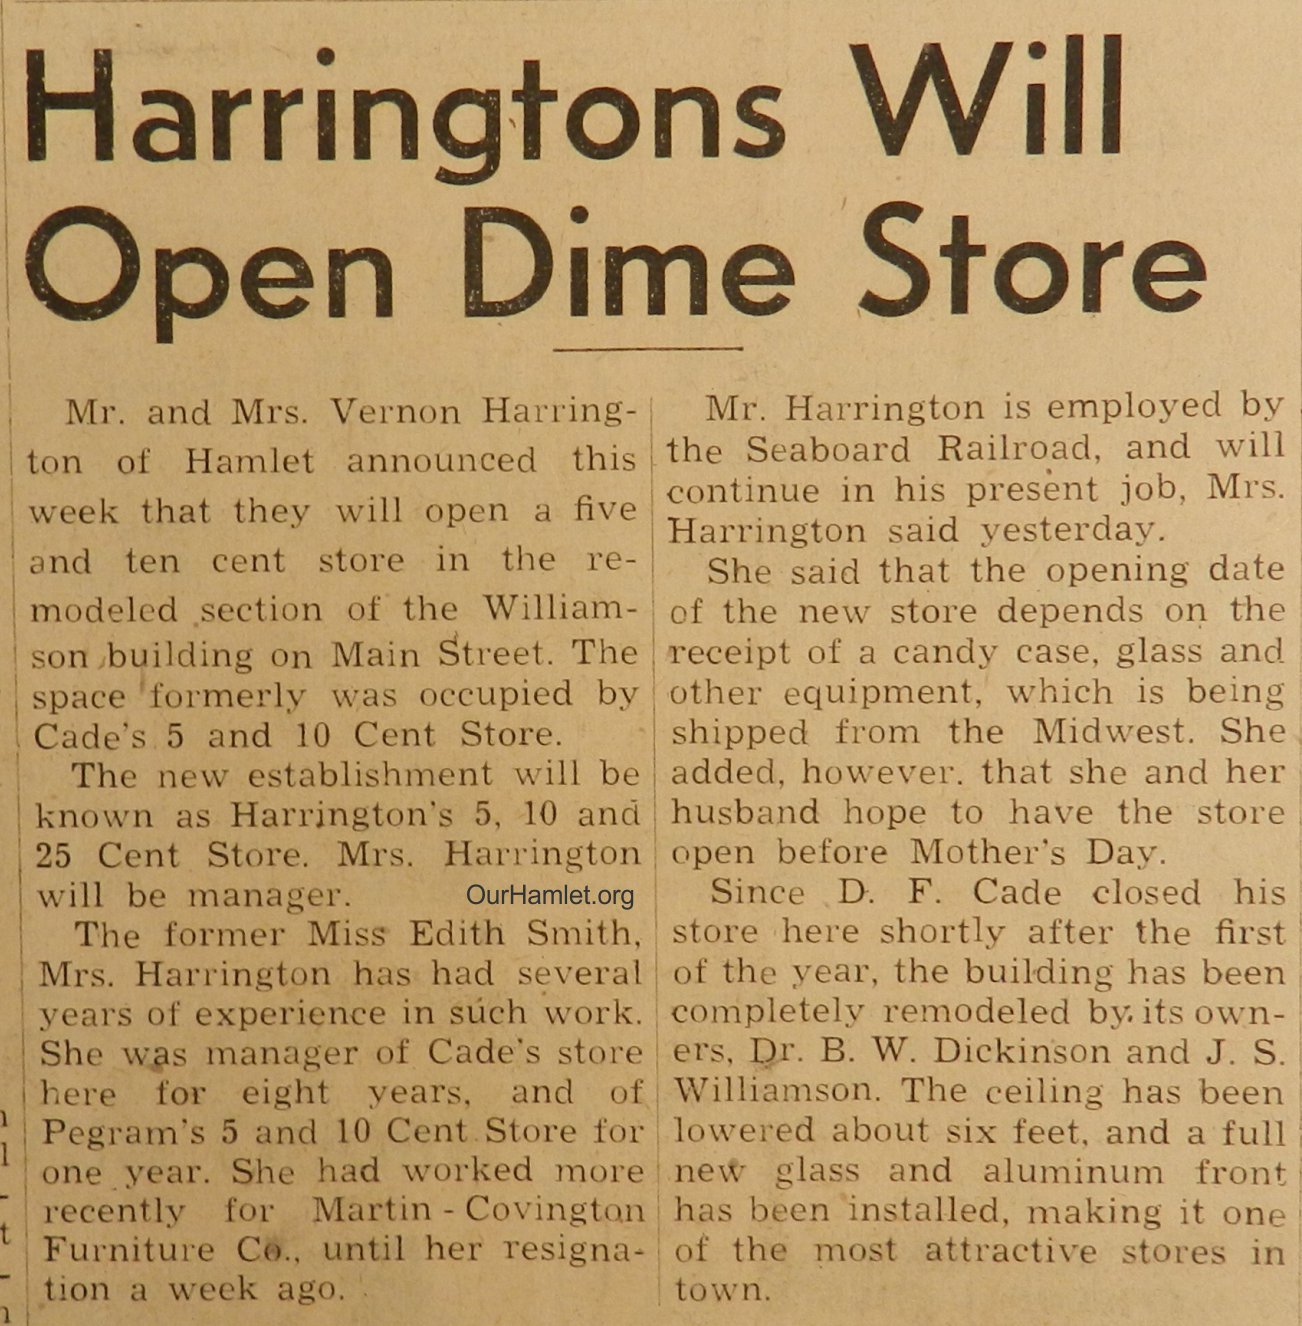 Harringtons Will
Open Dime Store
Mr. and Mrs. Vernon Harring-
ton of Hamlet announced this
week that they will open a five
and ten cent store in the re-
modeled section of the William-
son building on Main Street. The
space formerly was occupied by
Cade's 5 and 10 Cent Store.
The new establishment will be
known as Harrington's 5, 10 and
25 Cent Store. Mrs. Harrington
will be manager.
OurHamlet.org
The former Miss Edith Smith,
Mrs. Harrington has had several
years of experience in such work.
She was manager of Cade's store
here for eight years, and of
Pegram's 5 and 10 Cent Store for
one year. She had worked more
recently for Martin - Covington
Furniture Co., until her resigna-
tion a week ago.
Mr. Harrington is employed by
the Seaboard Railroad, and will
continue in his present job, Mrs.
Harrington said yesterday.
She said that the opening date
of the new store depends on the
receipt of a candy case, glass and
other equipment, which is being
shipped from the Midwest. She
added, however. that she and her
husband hope to have the store
open before Mother's Day.
Since D. F. Cade closed his
store here shortly after the first
of the year, the building has been
completely remodeled by its own-
ers, Dr. B. W. Dickinson and J. S.
Williamson. The ceiling has been
lowered about six feet, and a full
new glass and aluminum front
has been installed, making it one
of the most attractive stores in
town.